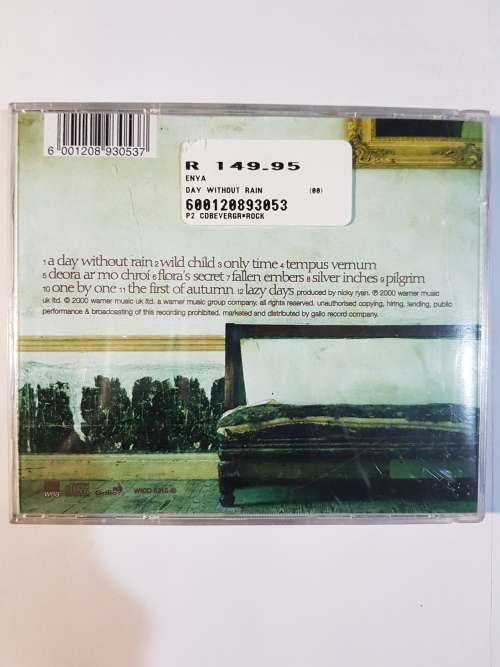 6 001208 930537
R 149.95
ENYA
DAY WITHOUT RAIN (00)
600120893053
P2 CDBEVERGR*ROCK
1 a day without rain 2 wild child 3 only time 4 tempus vernum
5 deora ar mo chroí 6 flora's secret 7 fallen embers 8 silver inches 9 pilgrim
10 one by one 11 the first of autumn 12 lazy days produced by nicky ryan. ℗ 2000 warner music
uk ltd. © 2000 warner music uk ltd. a warner music group company. all rights reserved. unauthorised copying, hiring, lending, public
performance & broadcasting of this recording prohibited. marketed and distributed by gallo record company.
wea